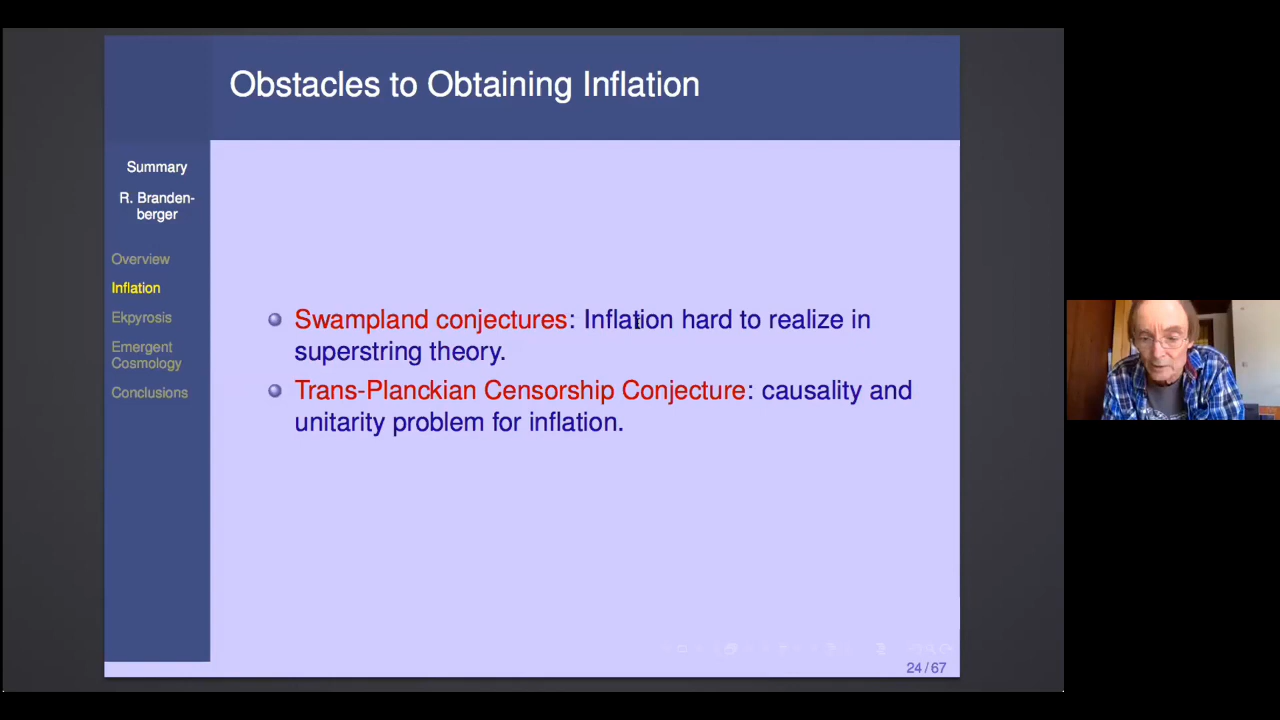 Obstacles to Obtaining Inflation
Summary
R. Branden-
berger
Overview
Inflation
Ekpyrosis
Emergent
Cosmology
Conclusions
Swampland conjectures: Inflation hard to realize in
superstring theory.
Trans-Planckian Censorship Conjecture: causality and
unitarity problem for inflation.
24 / 67